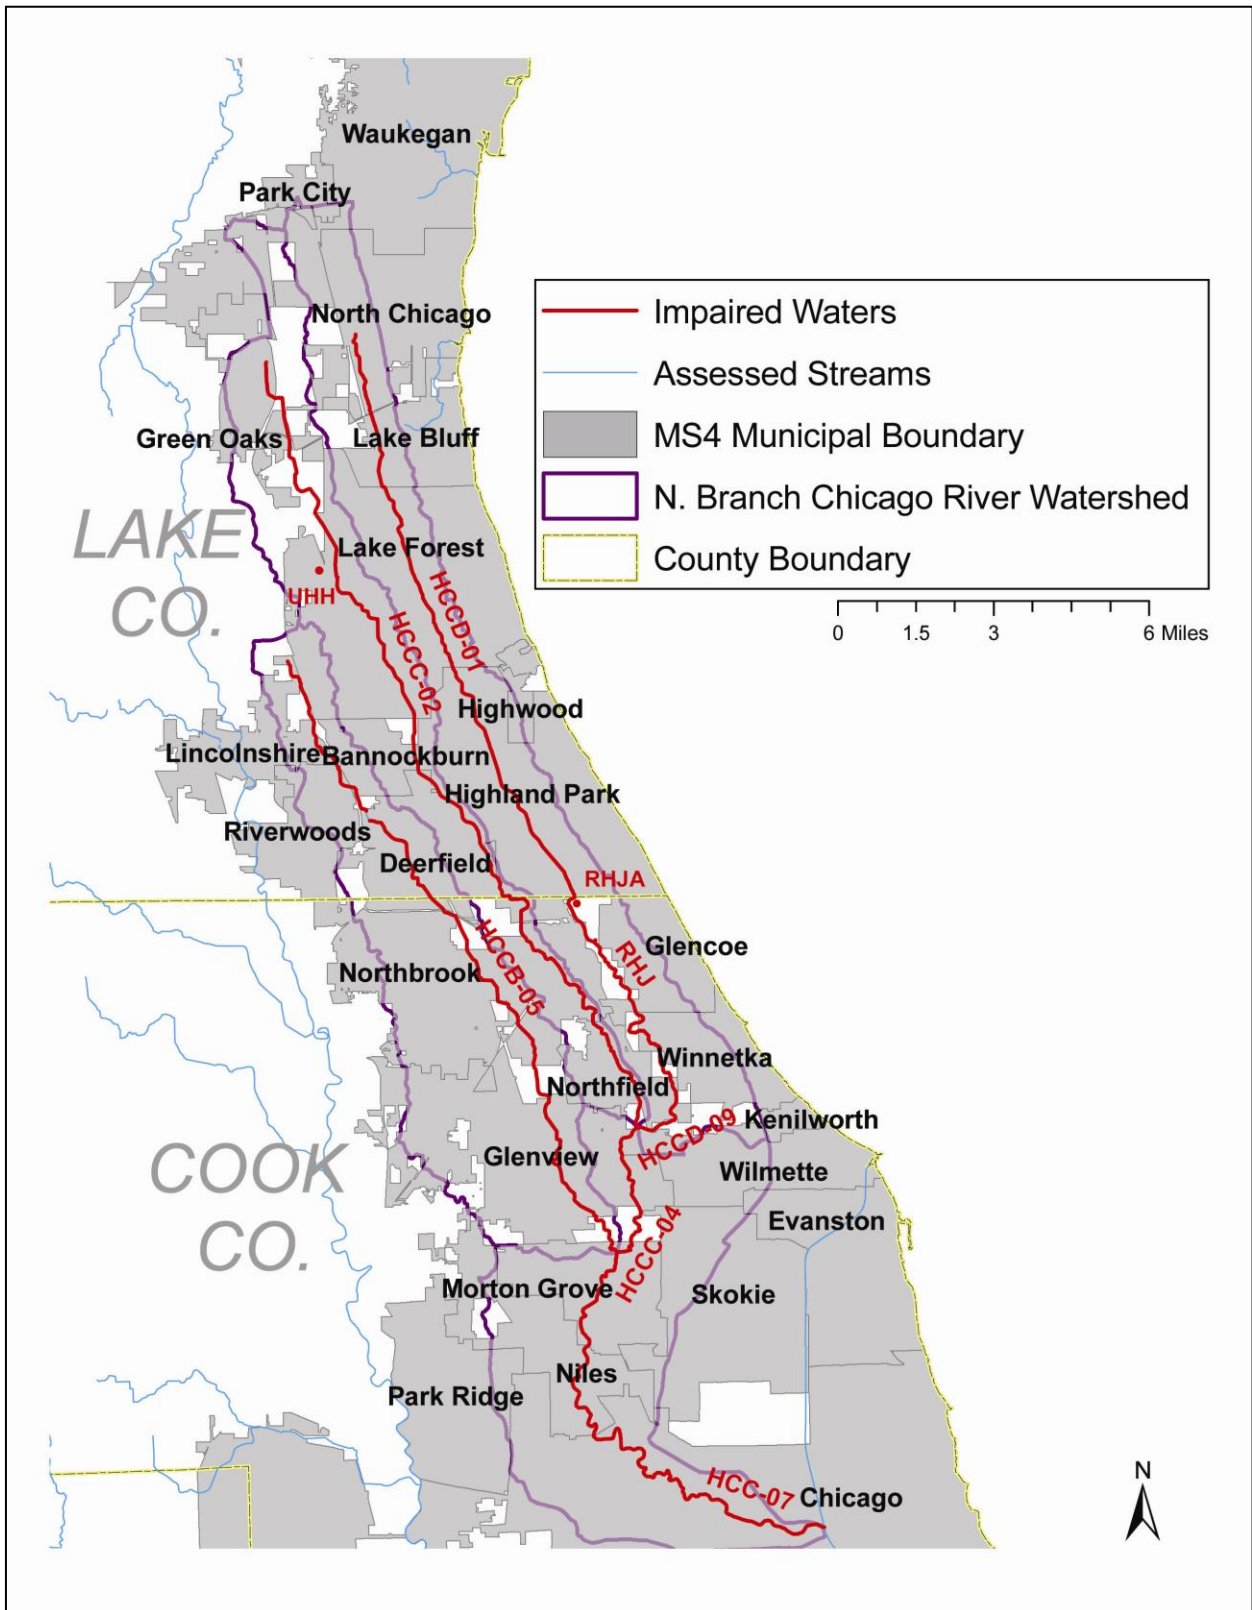 Waukegan
Park City
North Chicago
Impaired Waters
Assessed Streams
MS4 Municipal Boundary
N. Branch Chicago River Watershed
County Boundary
0 1.5 3 6 Miles
Green Oaks
Lake Bluff
LAKE
CO.
Lake Forest
UHH
HCCD-01
HCCC-02
Highwood
Lincolnshire
Bannockburn
Highland Park
Riverwoods
Deerfield
RHJA
Glencoe
RHJ
HCCB-05
Northbrook
Winnetka
Northfield
Kenilworth
HCCD-09
COOK
CO.
Glenview
Wilmette
Evanston
HCCC-04
Morton Grove
Skokie
Niles
Park Ridge
HCC-07
Chicago
N